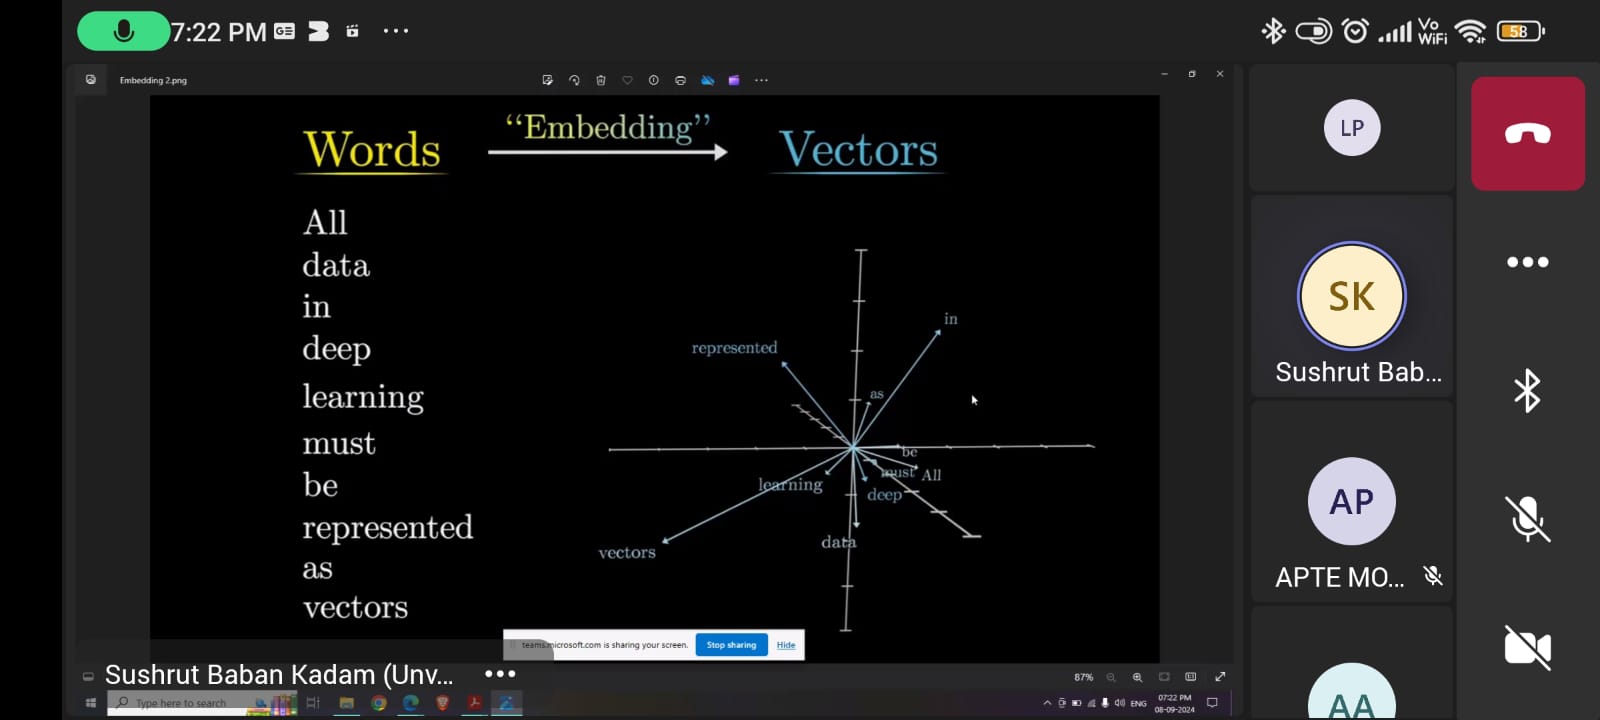 7:22 PM
Vo
WiFi
58
Embedding 2.png
Words
“Embedding”
Vectors
All
data
in
deep
learning
must
be
represented
as
vectors
in
represented
as
be
must
All
learning
deep
data
vectors
teams.microsoft.com is sharing your screen.
Stop sharing
Hide
Sushrut Baban Kadam (Unv...
87%
Type here to search
ENG
07:22 PM
08-09-2024
LP
SK
Sushrut Bab...
AP
APTE MO...
AA